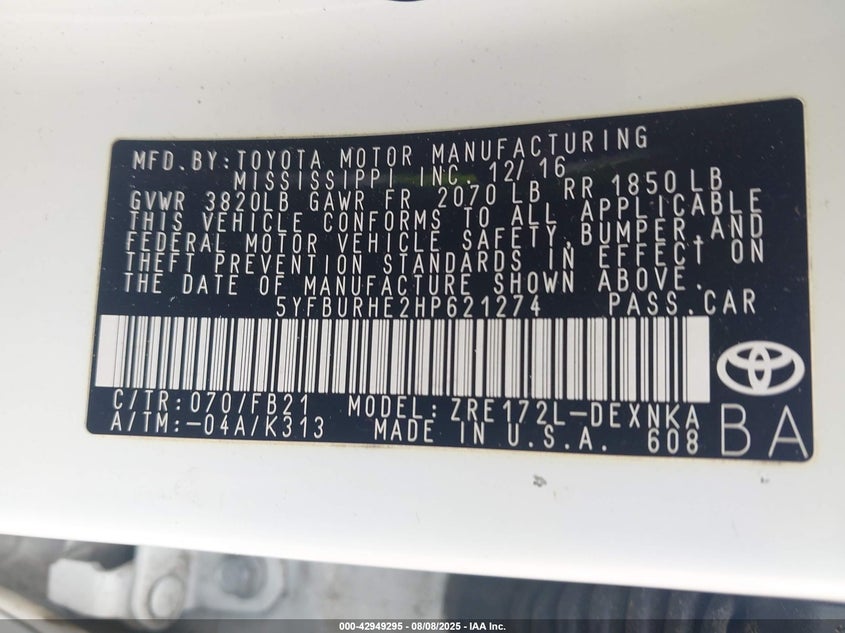 MFD.BY:TOYOTA MOTOR MANUFACTURING
MISSISSIPPI INC. 12/16
GVWR 3820LB GAWR FR 2070LB RR 1850LB
THIS VEHICLE CONFORMS TO ALL APPLICABLE
FEDERAL MOTOR VEHICLE SAFETY,BUMPER,AND
THEFT PREVENTION STANDARDS IN EFFECT ON
THE DATE OF MANUFACTURE SHOWN ABOVE.
5YFBURHE2HP621274 PASS.CAR
C/TR:070/FB21 MODEL:ZRE172L-DEXNKA
A/TM:-04A/K313 MADE IN U.S.A. 608
BA
000-42949295 - 08/08/2025 - IAA Inc.